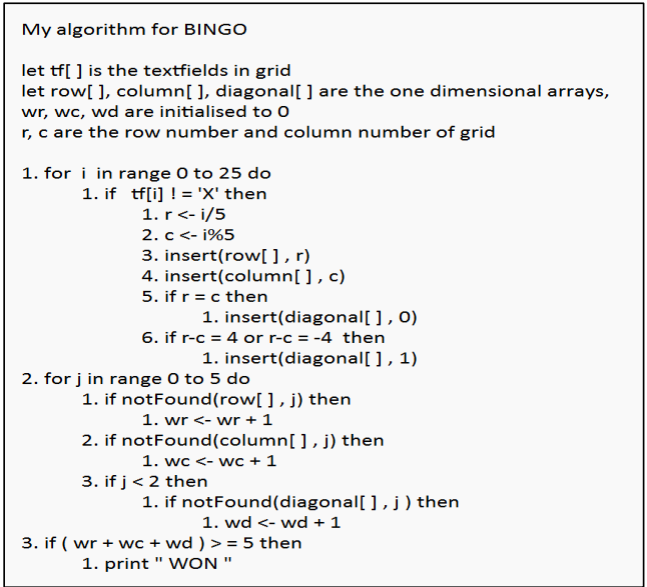 My algorithm for BINGO
let tf[ ] is the textfields in grid
let row[ ], column[ ], diagonal[ ] are the one dimensional arrays,
wr, wc, wd are initialised to 0
r, c are the row number and column number of grid
1. for i in range 0 to 25 do
1. if tf[i] ! = 'X' then
1. r <- i/5
2. c <- i%5
3. insert(row[ ] , r)
4. insert(column[ ] , c)
5. if r = c then
1. insert(diagonal[ ] , 0)
6. if r-c = 4 or r-c = -4 then
1. insert(diagonal[ ] , 1)
2. for j in range 0 to 5 do
1. if notFound(row[ ] , j) then
1. wr <- wr + 1
2. if notFound(column[ ] , j) then
1. wc <- wc + 1
3. if j < 2 then
1. if notFound(diagonal[ ] , j ) then
1. wd <- wd + 1
3. if ( wr + wc + wd ) > = 5 then
1. print " WON "